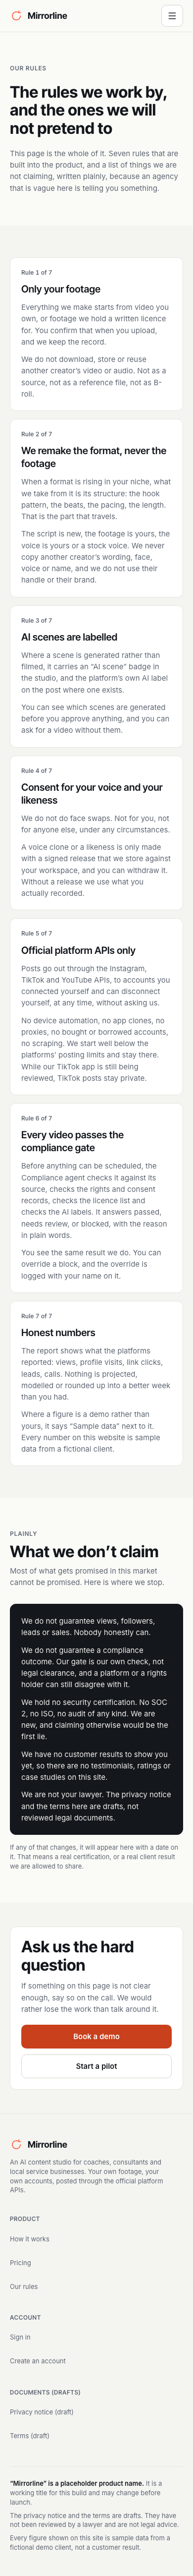 Mirrorline
OUR RULES
The rules we work by,
and the ones we will
not pretend to
This page is the whole of it. Seven rules that are
built into the product, and a list of things we are
not claiming, written plainly, because an agency
that is vague here is telling you something.
Rule 1 of 7
Only your footage
Everything we make starts from video you
own, or footage we hold a written licence
for. You confirm that when you upload,
and we keep the record.
We do not download, store or reuse
another creator’s video or audio. Not as a
source, not as a reference file, not as B-
roll.
Rule 2 of 7
We remake the format, never the
footage
When a format is rising in your niche, what
we take from it is its structure: the hook
pattern, the beats, the pacing, the length.
That is the part that travels.
The script is new, the footage is yours, the
voice is yours or a stock voice. We never
copy another creator’s wording, face,
voice or name, and we do not use their
handle or their brand.
Rule 3 of 7
AI scenes are labelled
Where a scene is generated rather than
filmed, it carries an “AI scene” badge in
the studio, and the platform’s own AI label
on the post where one exists.
You can see which scenes are generated
before you approve anything, and you can
ask for a video without them.
Rule 4 of 7
Consent for your voice and your
likeness
We do not do face swaps. Not for you, not
for anyone else, under any circumstances.
A voice clone or a likeness is only made
with a signed release that we store against
your workspace, and you can withdraw it.
Without a release we use what you
actually recorded.
Rule 5 of 7
Official platform APIs only
Posts go out through the Instagram,
TikTok and YouTube APIs, to accounts you
connected yourself and can disconnect
yourself, at any time, without asking us.
No device automation, no app clones, no
proxies, no bought or borrowed accounts,
no scraping. We start well below the
platforms’ posting limits and stay there.
While our TikTok app is still being
reviewed, TikTok posts stay private.
Rule 6 of 7
Every video passes the
compliance gate
Before anything can be scheduled, the
Compliance agent checks it against its
source, checks the rights and consent
records, checks the licence list and
checks the AI labels. It answers passed,
needs review, or blocked, with the reason
in plain words.
You see the same result we do. You can
override a block, and the override is
logged with your name on it.
Rule 7 of 7
Honest numbers
The report shows what the platforms
reported: views, profile visits, link clicks,
leads, calls. Nothing is projected,
modelled or rounded up into a better week
than you had.
Where a figure is a demo rather than
yours, it says “Sample data” next to it.
Every number on this website is sample
data from a fictional client.
PLAINLY
What we don’t claim
Most of what gets promised in this market
cannot be promised. Here is where we stop.
We do not guarantee views, followers,
leads or sales. Nobody honestly can.
We do not guarantee a compliance
outcome. Our gate is our own check, not
legal clearance, and a platform or a rights
holder can still disagree with it.
We hold no security certification. No SOC
2, no ISO, no audit of any kind. We are
new, and claiming otherwise would be the
first lie.
We have no customer results to show you
yet, so there are no testimonials, ratings or
case studies on this site.
We are not your lawyer. The privacy notice
and the terms here are drafts, not
reviewed legal documents.
If any of that changes, it will appear here with a date on
it. That means a real certification, or a real client result
we are allowed to share.
Ask us the hard
question
If something on this page is not clear
enough, say so on the call. We would
rather lose the work than talk around it.
Book a demo
Start a pilot
Mirrorline
An AI content studio for coaches, consultants and
local service businesses. Your own footage, your
own accounts, posted through the official platform
APIs.
PRODUCT
How it works
Pricing
Our rules
ACCOUNT
Sign in
Create an account
DOCUMENTS (DRAFTS)
Privacy notice (draft)
Terms (draft)
“Mirrorline” is a placeholder product name. It is a
working title for this build and may change before
launch.
The privacy notice and the terms are drafts. They have
not been reviewed by a lawyer and are not legal advice.
Every figure shown on this site is sample data from a
fictional demo client, not a customer result.